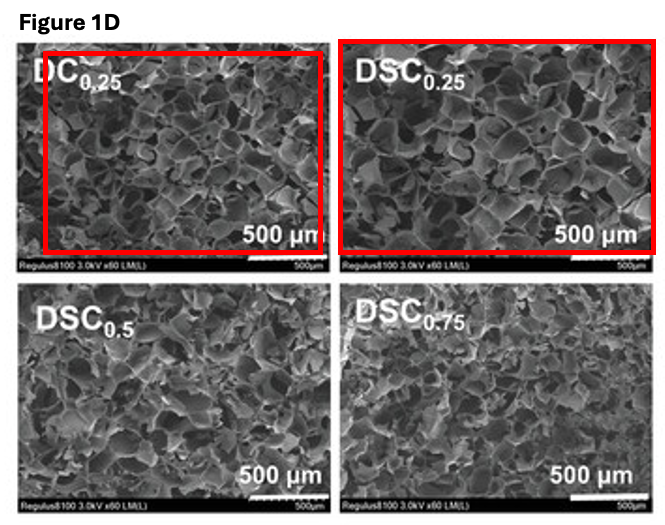 Figure 1D
DC0.25
500 μm
Regulus8100 3.0kV x60 LM(L) 500μm
DSC0.25
500 μm
Regulus8100 3.0kV x60 LM(L) 500μm
DSC0.5
500 μm
Regulus8100 3.0kV x60 LM(L) 500μm
DSC0.75
500 μm
Regulus8100 3.0kV x60 LM(L) 500μm